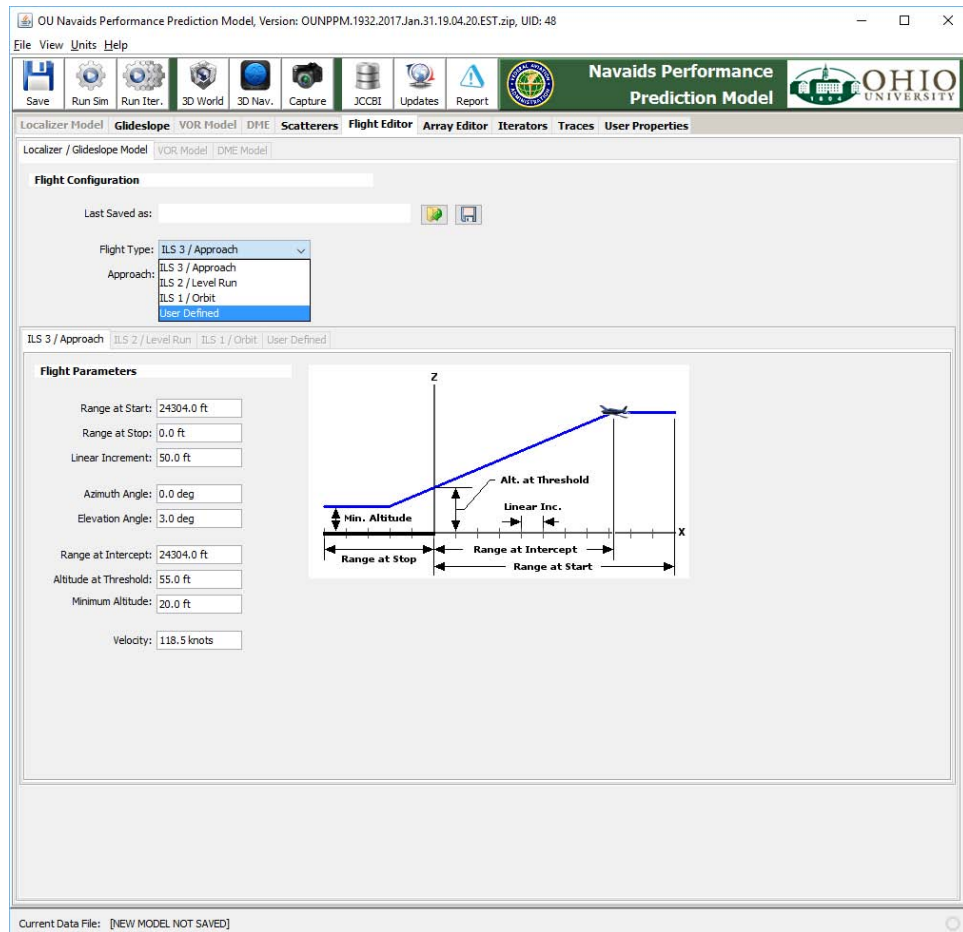 OU Navaids Performance Prediction Model, Version: OUNPPM.1932.2017.Jan.31.19.04.20.EST.zip, UID: 48
File View Units Help
Save Run Sim Run Iter. 3D World 3D Nav. Capture JCCBI Updates Report
Navaids Performance
Prediction Model
OHIO
UNIVERSITY
1804
Localizer Model Glideslope VOR Model DME Scatterers Flight Editor Array Editor Iterators Traces User Properties
Localizer / Glideslope Model VOR Model DME Model
Flight Configuration
Last Saved as:
Flight Type: ILS 3 / Approach
Approach: ILS 3 / Approach
ILS 2 / Level Run
ILS 1 / Orbit
User Defined
ILS 3 / Approach ILS 2 / Level Run ILS 1 / Orbit User Defined
Flight Parameters
Range at Start: 24304.0 ft
Range at Stop: 0.0 ft
Linear Increment: 50.0 ft
Azimuth Angle: 0.0 deg
Elevation Angle: 3.0 deg
Range at Intercept: 24304.0 ft
Altitude at Threshold: 55.0 ft
Minimum Altitude: 20.0 ft
Velocity: 118.5 knots
Z
Alt. at Threshold
Linear Inc.
Min. Altitude
X
Range at Stop
Range at Intercept
Range at Start
Current Data File: [NEW MODEL NOT SAVED]